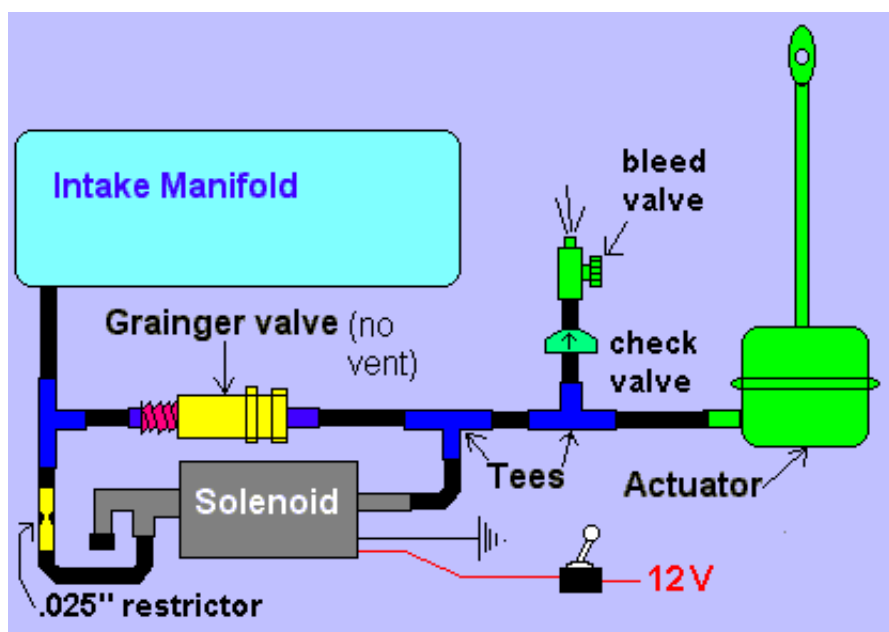 Intake Manifold
bleed
valve
Grainger valve (no
vent)
check
valve
Solenoid
Tees
Actuator
12V
.025" restrictor